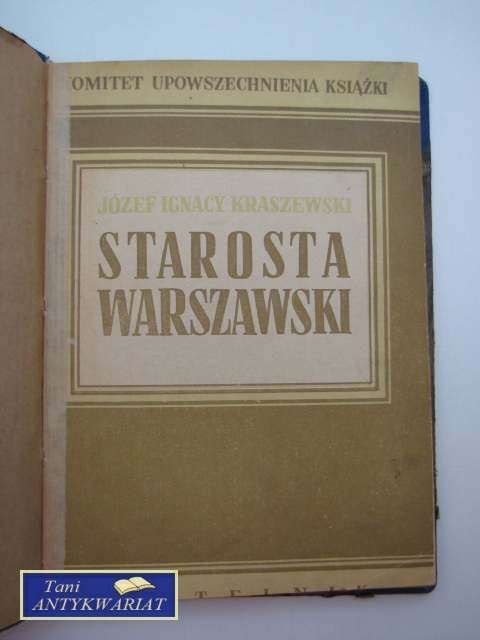 OMITET UPOWSZECHNIENIA KSIĄŻKI
JÓZEF IGNACY KRASZEWSKI
STAROSTA
WARSZAWSKI
Tani
ANTYKWARIAT